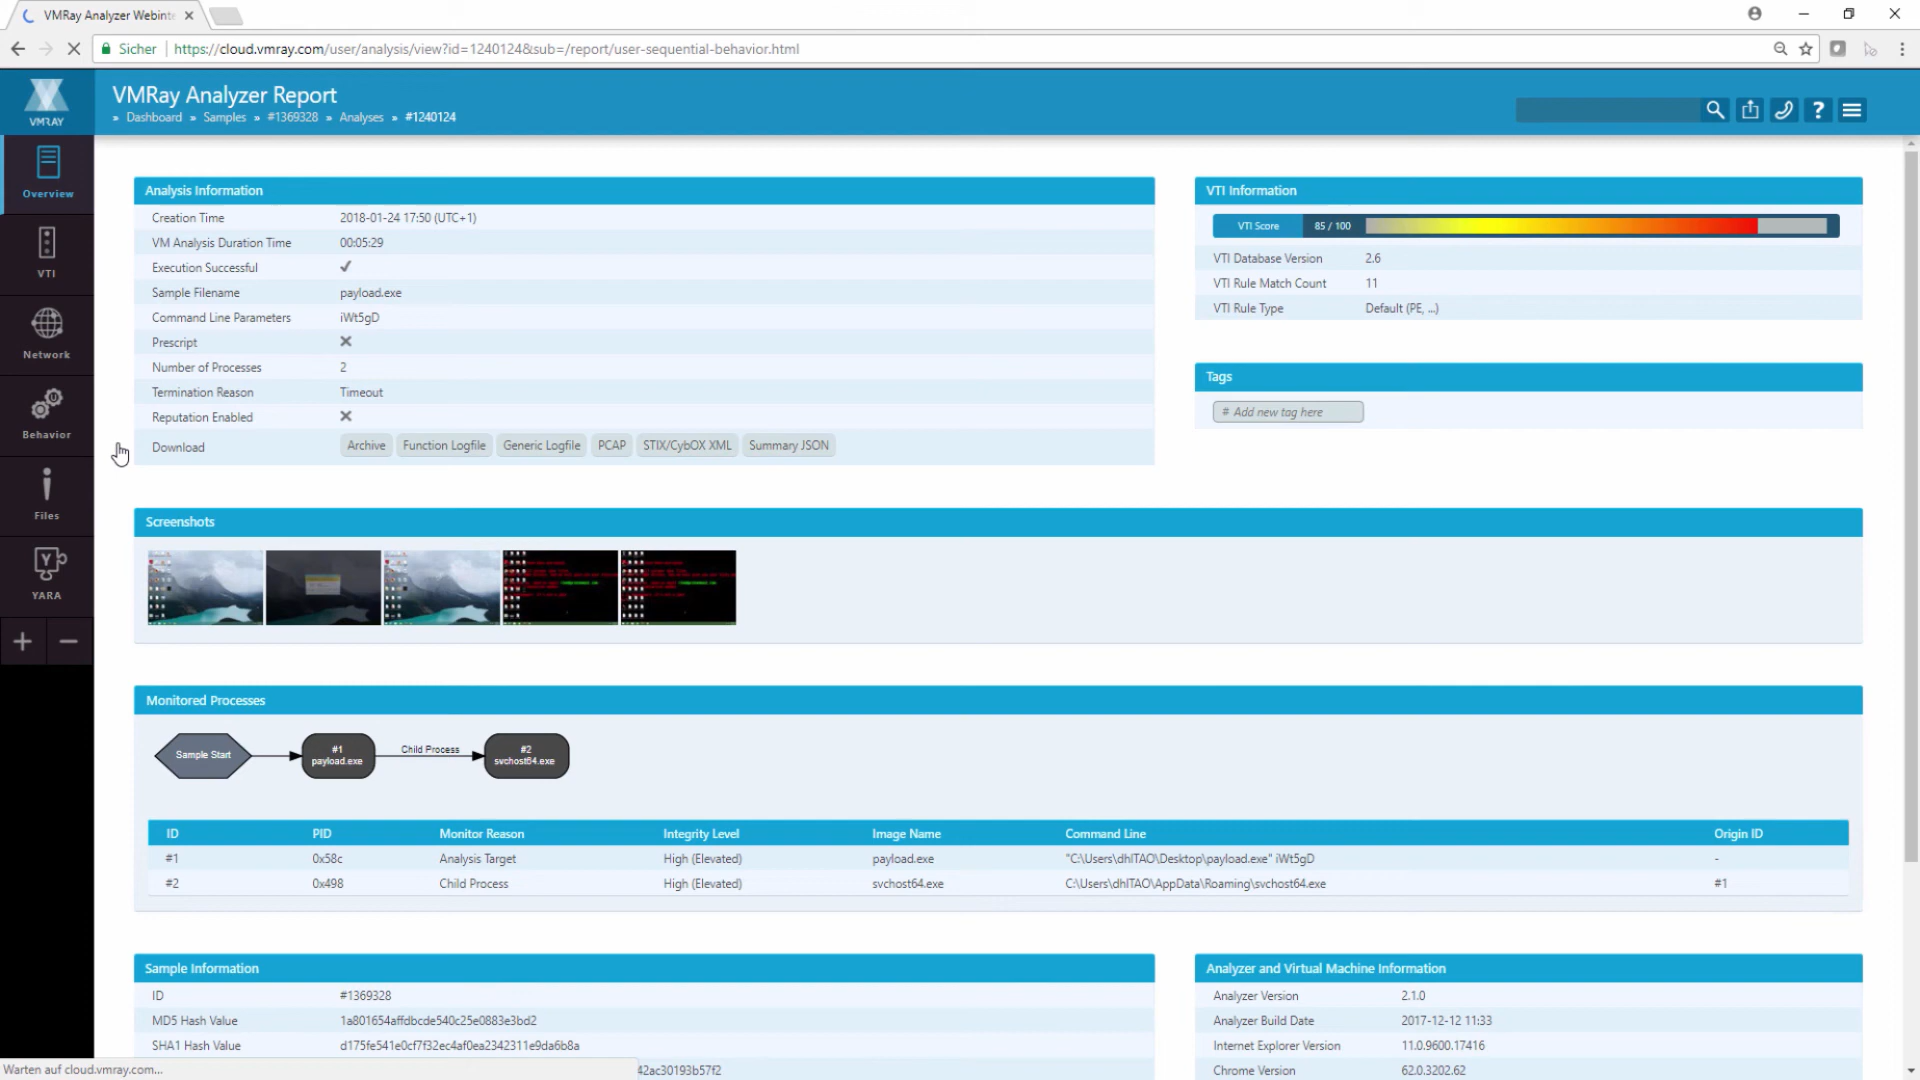 VMRay Analyzer Webinte
Sicher https://cloud.vmray.com/user/analysis/view?id=1240124&sub=/report/user-sequential-behavior.html
VMRAY
VMRay Analyzer Report
» Dashboard » Samples » #1369328 » Analyses » #1240124
Overview
VTI
Network
Behavior
Files
YARA
Analysis Information
Creation Time 2018-01-24 17:50 (UTC+1)
VM Analysis Duration Time 00:05:29
Execution Successful ✔
Sample Filename payload.exe
Command Line Parameters iWt5gD
Prescript ✕
Number of Processes 2
Termination Reason Timeout
Reputation Enabled ✕
Download Archive Function Logfile Generic Logfile PCAP STIX/CybOX XML Summary JSON
VTI Information
VTI Score 85 / 100
VTI Database Version 2.6
VTI Rule Match Count 11
VTI Rule Type Default (PE, ...)
Tags
# Add new tag here
Screenshots
Monitored Processes
Sample Start
#1
payload.exe
Child Process
#2
svchost64.exe
ID PID Monitor Reason Integrity Level Image Name Command Line Origin ID
#1 0x58c Analysis Target High (Elevated) payload.exe "C:\Users\dhITAO\Desktop\payload.exe" iWt5gD -
#2 0x498 Child Process High (Elevated) svchost64.exe C:\Users\dhITAO\AppData\Roaming\svchost64.exe #1
Sample Information
ID #1369328
MD5 Hash Value 1a801654affdbcde540c25e0883e3bd2
SHA1 Hash Value d175fe541e0cf7f32ec4af0ea2342311e9da6b8a
42ac30193b57f2
Analyzer and Virtual Machine Information
Analyzer Version 2.1.0
Analyzer Build Date 2017-12-12 11:33
Internet Explorer Version 11.0.9600.17416
Chrome Version 62.0.3202.62
Warten auf cloud.vmray.com...